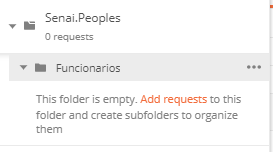 Senai.Peoples
0 requests
Funcionarios
This folder is empty. Add requests to this
folder and create subfolders to organize
them